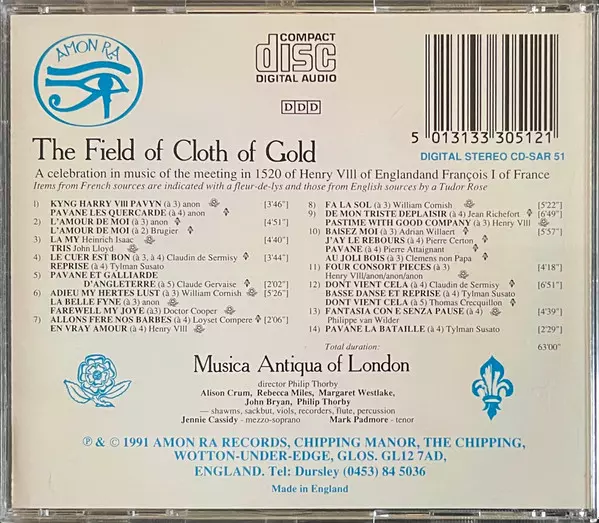 AMON RA
COMPACT
disc
DIGITAL AUDIO
DDD
5 013133 305121
DIGITAL STEREO CD-SAR 51
The Field of Cloth of Gold
A celebration in music of the meeting in 1520 of Henry VIII of Englandand François I of France
Items from French sources are indicated with a fleur-de-lys and those from English sources by a Tudor Rose
1) KYNG HARRY VIII PAVYN (à 3) anon [3'46"]
PAVANE LES QUERCARDE (à 4) anon
2) L'AMOUR DE MOI (à 3) anon [4'51"]
L'AMOUR DE MOI (à 2) Brugier
3) LA MY Heinrich Isaac [4'40"]
TRIS John Lloyd
4) LE CUER EST BON (à 3, à 4) Claudin de Sermisy [3'44"]
REPRISE (à 4) Tylman Susato
5) PAVANE ET GALLIARDE
D'ANGLETERRE (à 5) Claude Gervaise [2'02"]
6) ADIEU MY HERTES LUST (à 3) William Cornish [5'26"]
LA BELLE FYNE (à 3) anon
FAREWELL MY JOYE (à3) Doctor Cooper
7) ALLONS FERE NOS BARBES (à 4) Loyset Compere [2'06"]
EN VRAY AMOUR (à 4) Henry VIII
8) FA LA SOL (à 3) William Cornish [5'22"]
9) DE MON TRISTE DEPLAISIR (à 4) Jean Richefort [6'49"]
PASTIME WITH GOOD COMPANY (à 3) Henry VIII
10) BAISEZ MOI (à 3) Adrian Willaert [5'57"]
J'AY LE REBOURS (à 4) Pierre Certon
PAVANE (à 4) Pierre Attaignant
AU JOLI BOIS (à 3) Clemens non Papa
11) FOUR CONSORT PIECES (à 3) [4'18"]
Henry VIII/anon/anon/anon
12) DONT VIENT CELA (à 4) Claudin de Sermisy [6'51"]
BASSE DANSE ET REPRISE (à 4) Tylman Susato
DONT VIENT CELA (à 5) Thomas Crecquillon
13) FANTASIA CON E SENZA PAUSE (à 4) [4'39"]
Philippe van Wilder
14) PAVANE LA BATAILLE (à 4) Tylman Susato [2'29"]
Total duration: 63'00"
Musica Antiqua of London
director Philip Thorby
Alison Crum, Rebecca Miles, Margaret Westlake,
John Bryan, Philip Thorby
— shawms, sackbut, viols, recorders, flute, percussion
Jennie Cassidy - mezzo-soprano Mark Padmore - tenor
℗ & © 1991 AMON RA RECORDS, CHIPPING MANOR, THE CHIPPING,
WOTTON-UNDER-EDGE, GLOS. GL12 7AD,
ENGLAND. Tel: Dursley (0453) 84 5036
Made in England